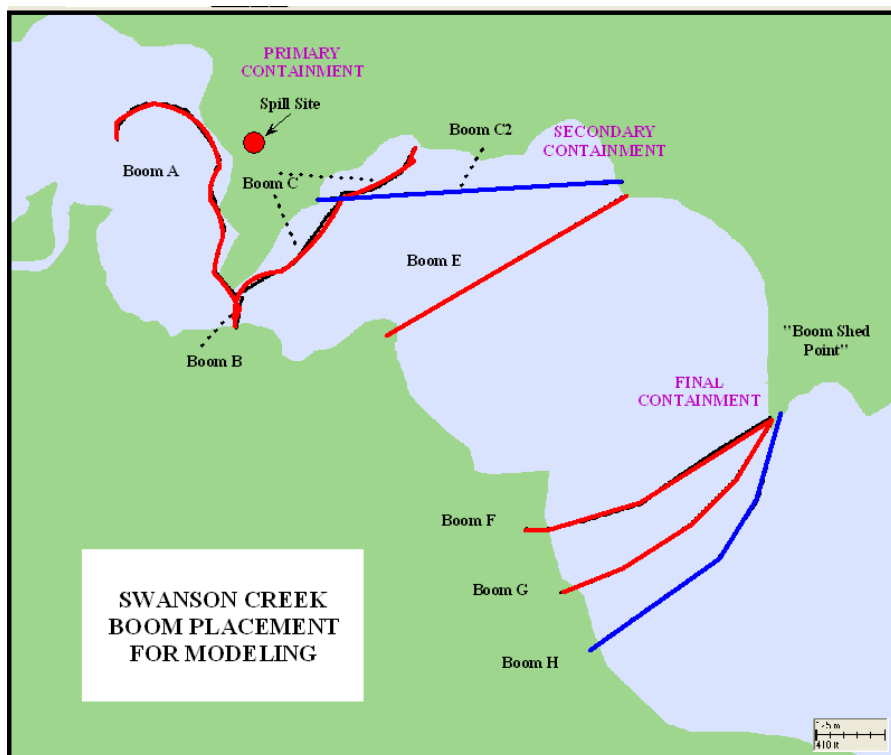 PRIMARY
CONTAINMENT
Spill Site
Boom C2
SECONDARY
CONTAINMENT
Boom A
Boom C
Boom E
"Boom Shed
Point"
Boom B
FINAL
CONTAINMENT
Boom F
Boom G
Boom H
SWANSON CREEK
BOOM PLACEMENT
FOR MODELING
410 ft